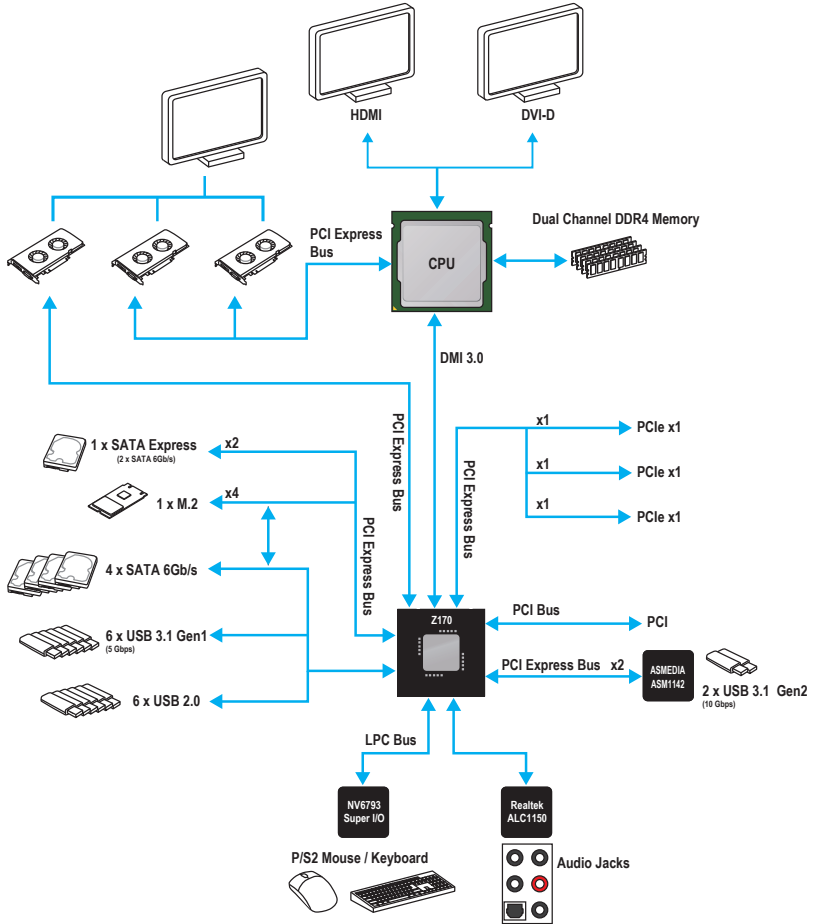 HDMI
DVI-D
PCI Express
Bus
CPU
Dual Channel DDR4 Memory
DMI 3.0
1 x SATA Express
(2 x SATA 6Gb/s)
x2
1 x M.2
x4
4 x SATA 6Gb/s
6 x USB 3.1 Gen1
(5 Gbps)
6 x USB 2.0
PCI Express Bus
PCI Express Bus
PCI Express Bus
x1
PCIe x1
x1
PCIe x1
x1
PCIe x1
Z170
PCI Bus
PCI
PCI Express Bus x2
ASMEDIA
ASM1142
2 x USB 3.1 Gen2
(10 Gbps)
LPC Bus
NV6793
Super I/O
Realtek
ALC1150
P/S2 Mouse / Keyboard
Audio Jacks